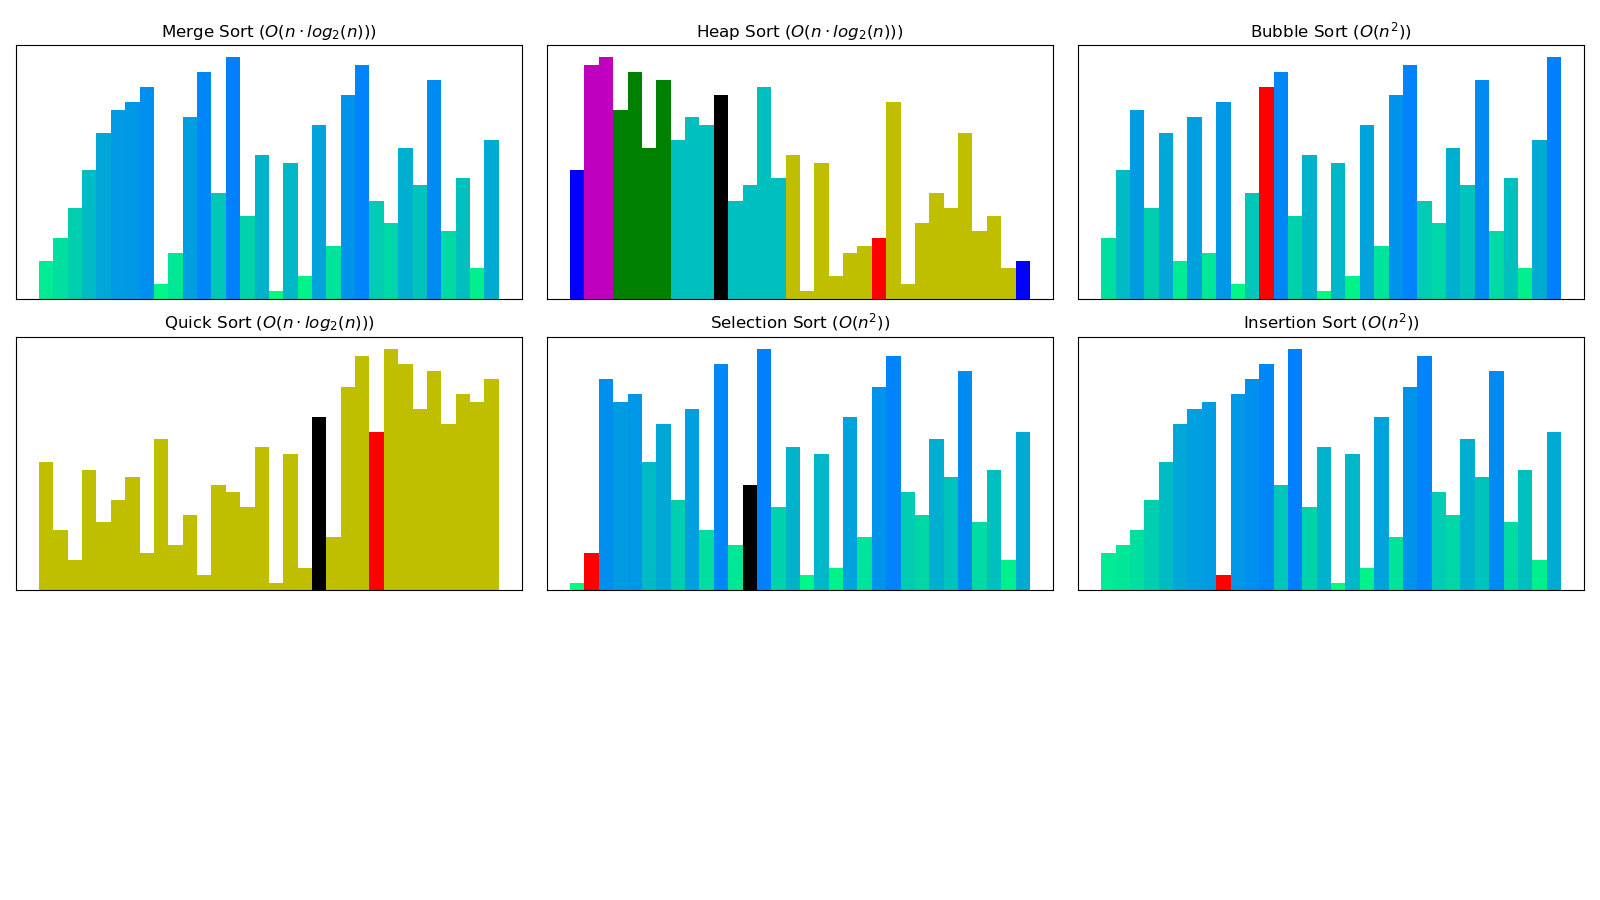 Merge Sort (O(n · log₂(n)))
Heap Sort (O(n · log₂(n)))
Bubble Sort (O(n²))
Quick Sort (O(n · log₂(n)))
Selection Sort (O(n²))
Insertion Sort (O(n²))